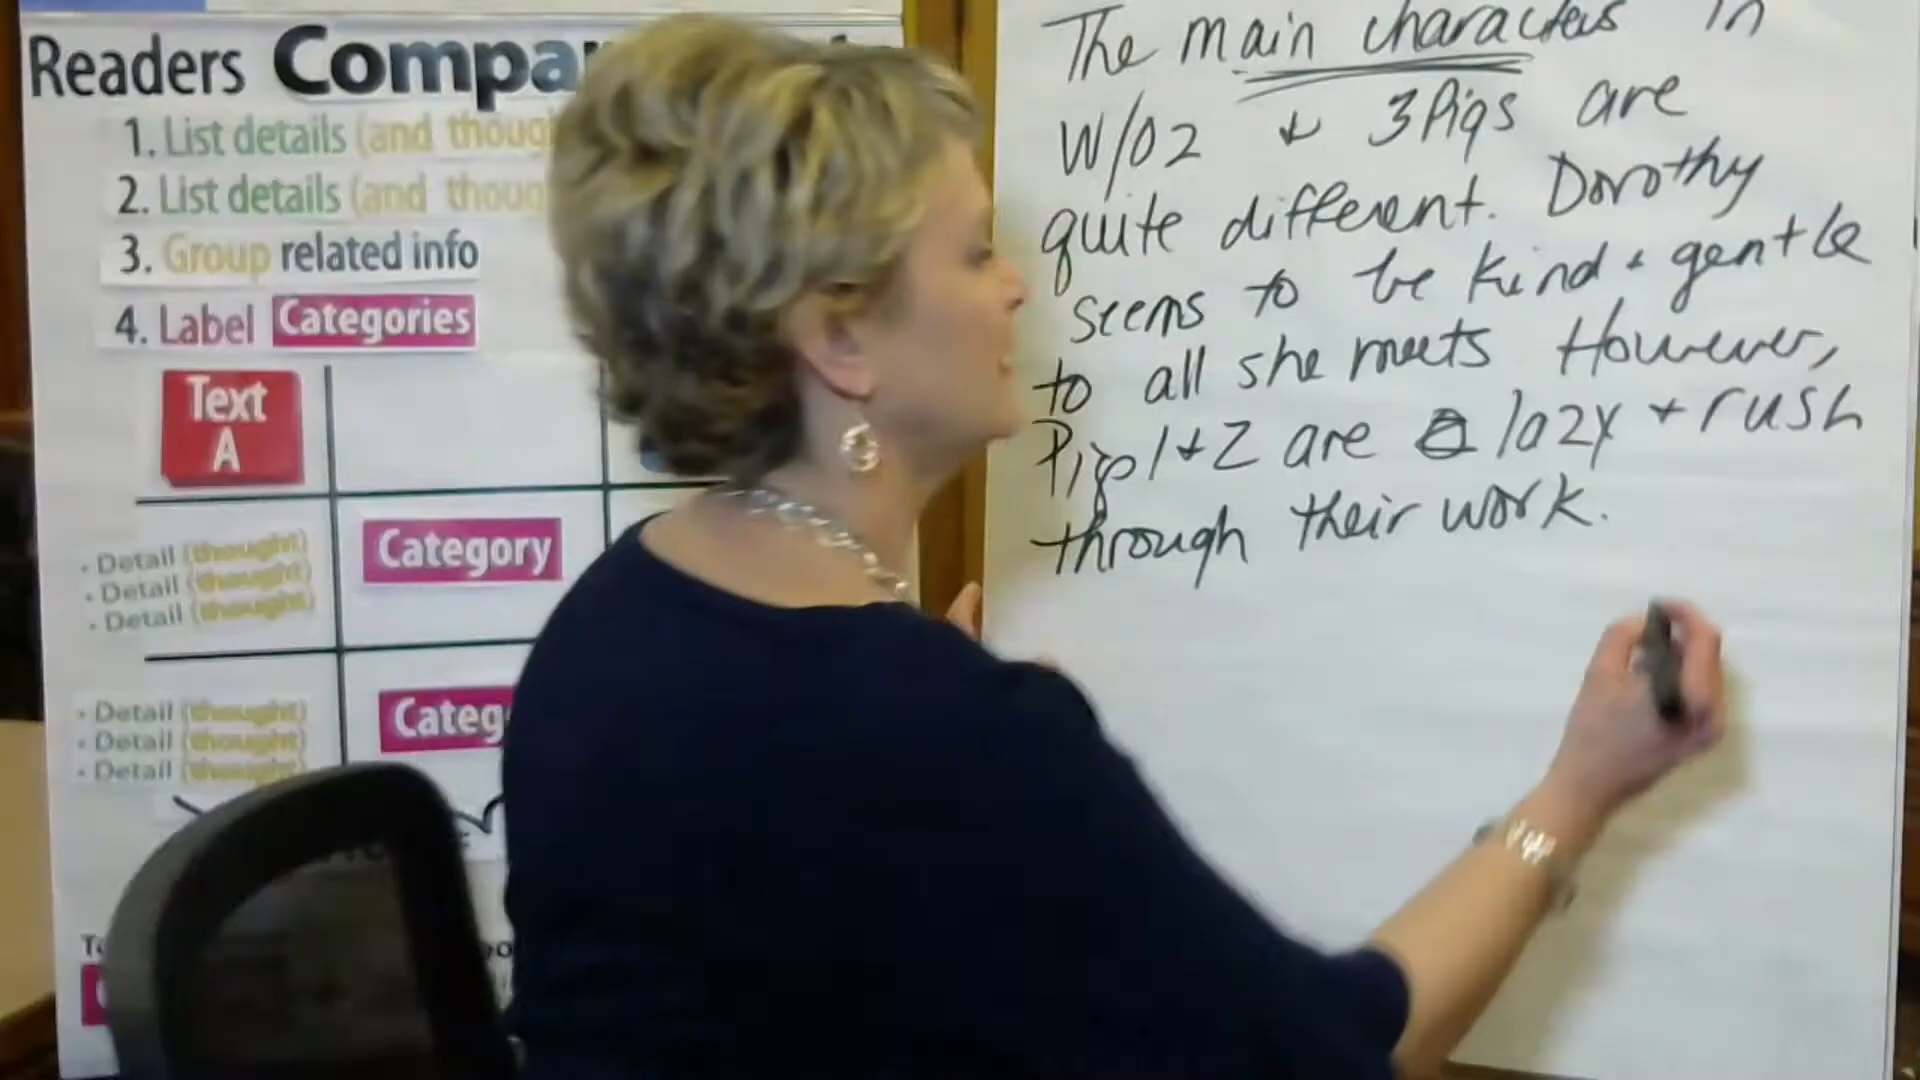 Readers Compa
1. List details (and though
2. List details (and though
3. Group related info
4. Label Categories
Text
A
• Detail (thought)
• Detail (thought)
• Detail (thought)
Category
• Detail (thought)
• Detail (thought)
• Detail (thought)
Categ
The main characters in
W/OZ + 3 Pigs are
quite different. Dorothy
seems to be kind + gentle
to all she meets However,
Pigs 1 + 2 are lazy + rush
through their work.